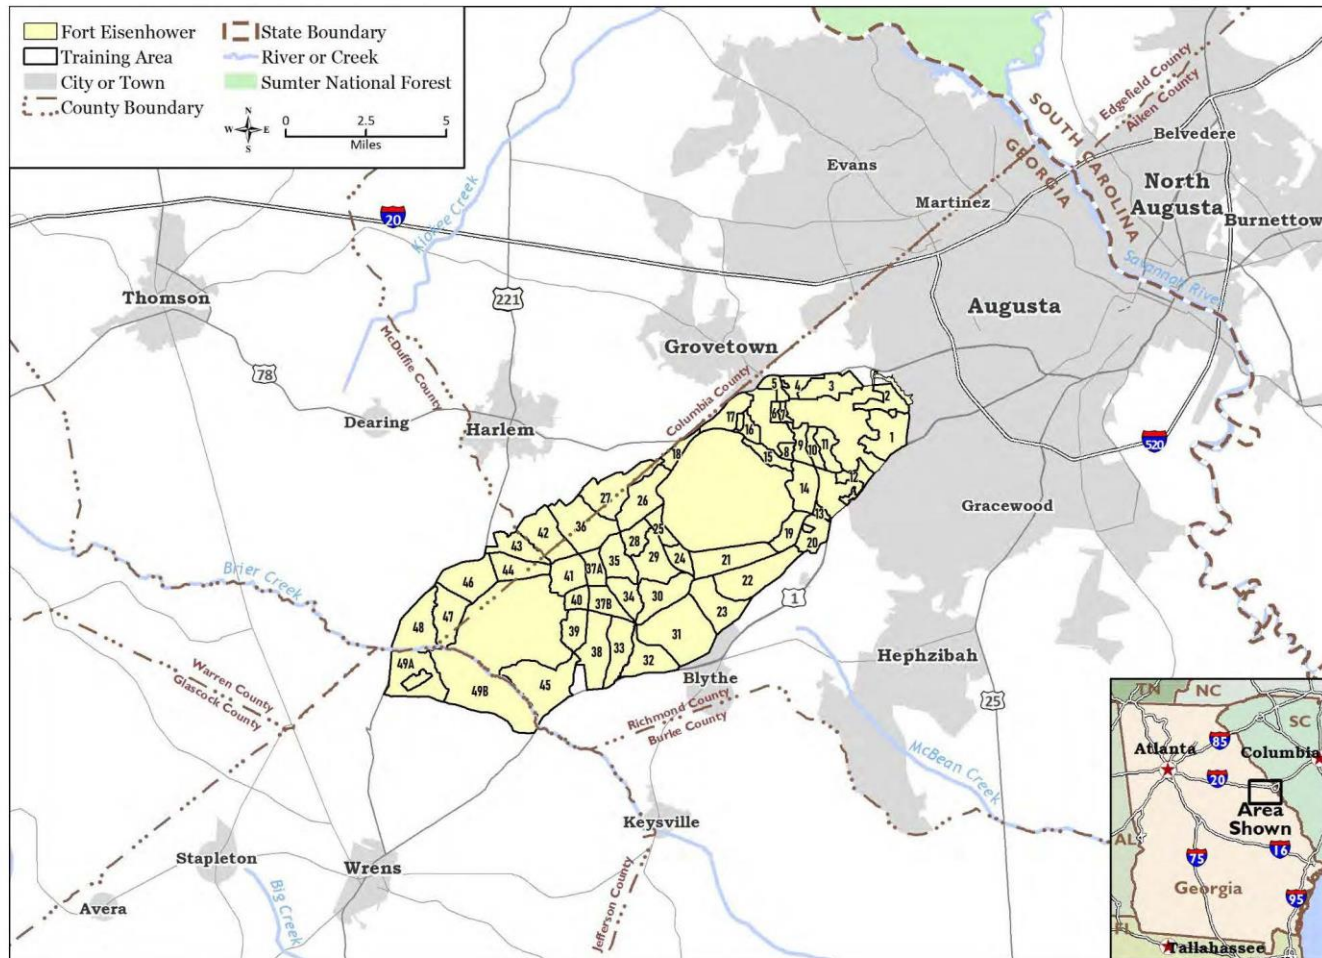 Fort Eisenhower
Training Area
City or Town
County Boundary
State Boundary
River or Creek
Sumter National Forest
N
W E
S
0 2.5 5
Miles
SOUTH CAROLINA
GEORGIA
Edgefield County
Aiken County
Belvedere
Evans
North
Augusta
Martinez
Burnettown
20
Kiokee Creek
Savannah River
Thomson
221
Augusta
McDuffie County
Grovetown
78
Columbia County
Dearing
Harlem
520
Gracewood
5
4
3
2
17
6
7
1
16
9
10
11
8
15
18
12
14
27
26
13
25
19
20
42
36
28
43
35
29
24
21
44
41
37A
46
22
40
37B
34
30
23
47
48
39
31
38
33
32
49A
49B
45
1
Brier Creek
Warren County
Glascock County
Blythe
Hephzibah
Richmond County
Burke County
25
McBean Creek
Keysville
Stapleton
Wrens
Avera
Big Creek
Jefferson County
TN
NC
SC
85
Atlanta
Columbia
20
Area
Shown
AL
16
75
Georgia
95
FL
Tallahassee